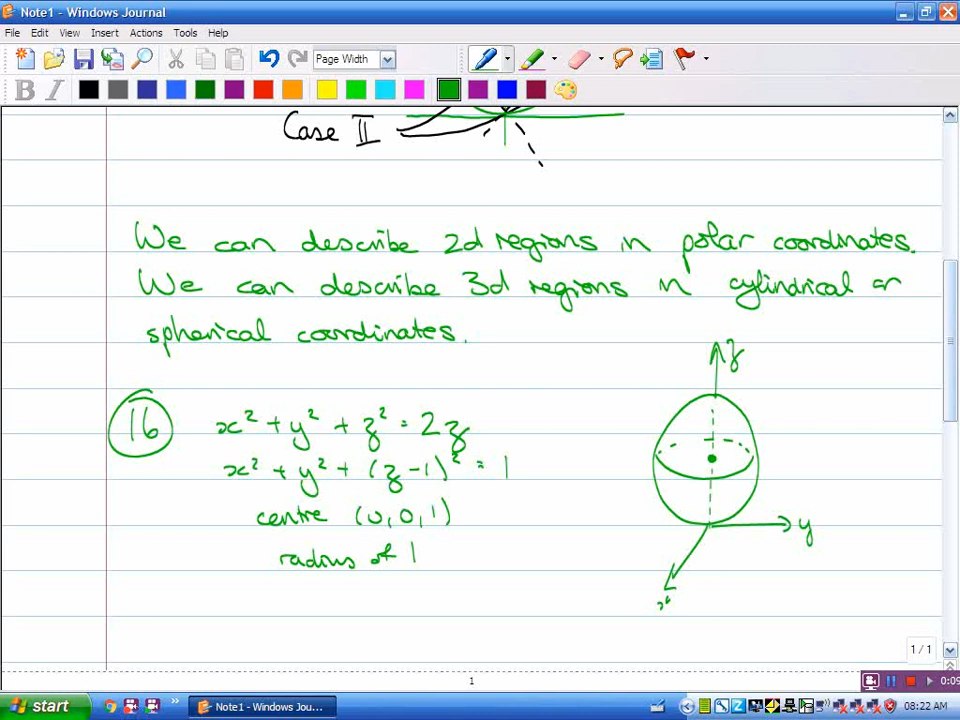 Note1 - Windows Journal
File Edit View Insert Actions Tools Help
Page Width
B I
Case II
We can describe 2d regions in polar coordinates.
We can describe 3d regions in cylindrical or
spherical coordinates.
z
16 x² + y² + z² = 2z
x² + y² + (z-1)² = 1
centre (0,0,1)
y
radius of 1
x
1 / 1
1
0:09
start
Note1 - Windows Jou...
08:22 AM